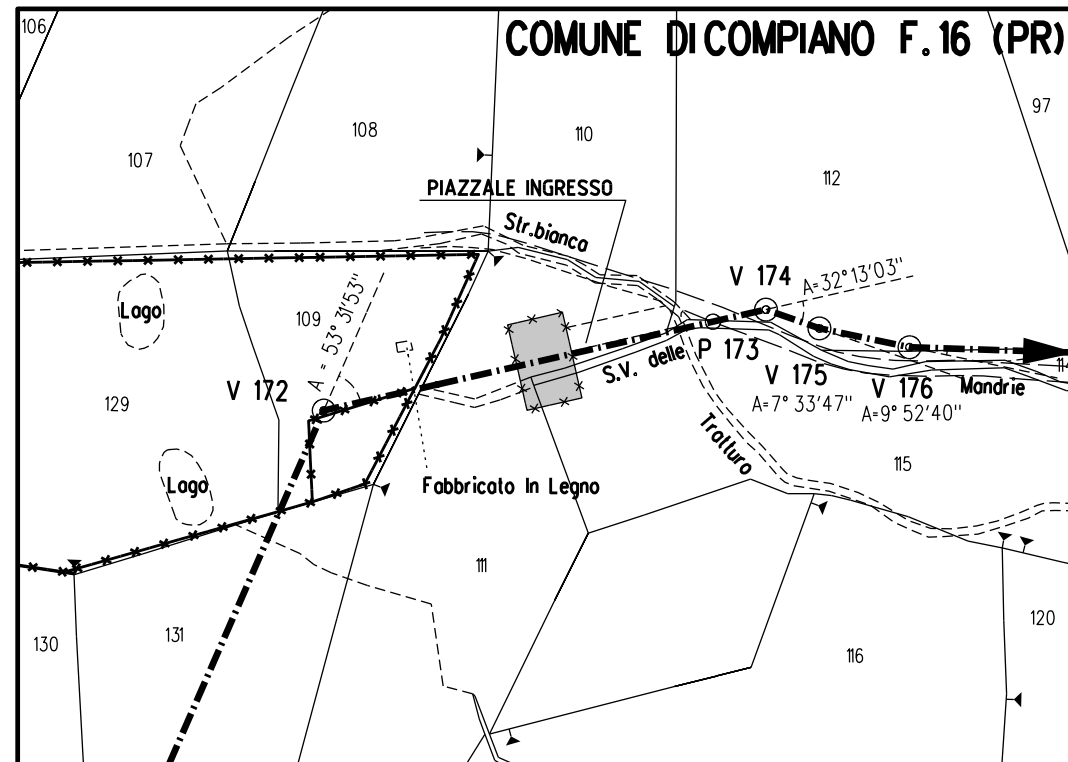 106
COMUNE DI COMPIANO F.16 (PR)
97
108
110
107
112
PIAZZALE INGRESSO
Str.bianca
V 174
A=32°13'03"
Lago
109
A = 53°31'53"
S.V. delle
P 173
V 175
A=7° 33'47"
V 176
A=9° 52'40"
Mandrie
114
V 172
129
Tratturo
115
Lago
Fabbricato In Legno
111
130
131
116
120